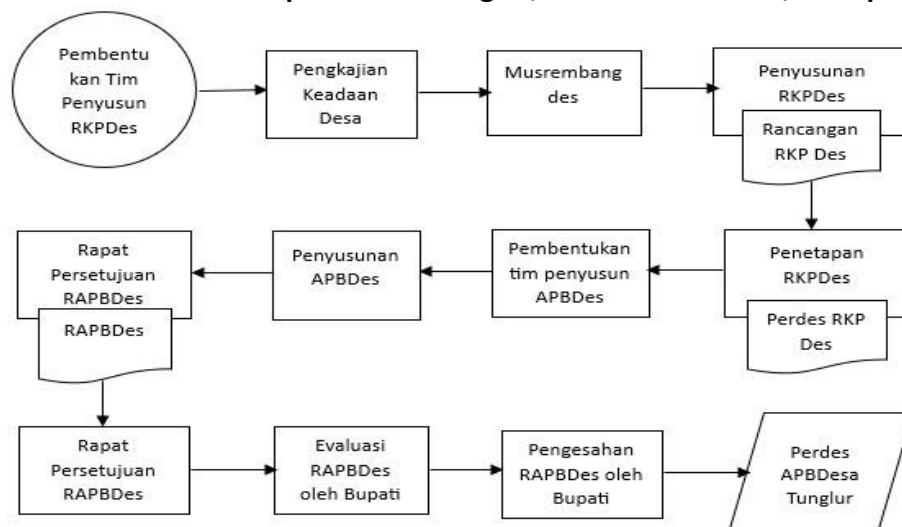 Pembentu
kan Tim
Penyusun
RKPDes
Pengkajian
Keadaan
Desa
Musrembang
des
Penyusunan
RKPDes
Rancangan
RKP Des
Penetapan
RKPDes
Perdes RKP
Des
Pembentukan
tim penyusun
APBDes
Penyusunan
APBDes
Rapat
Persetujuan
RAPBDes
RAPBDes
Rapat
Persetujuan
RAPBDes
Evaluasi
RAPBDes
oleh Bupati
Pengesahan
RAPBDes oleh
Bupati
Perdes
APBDesa
Tunglur